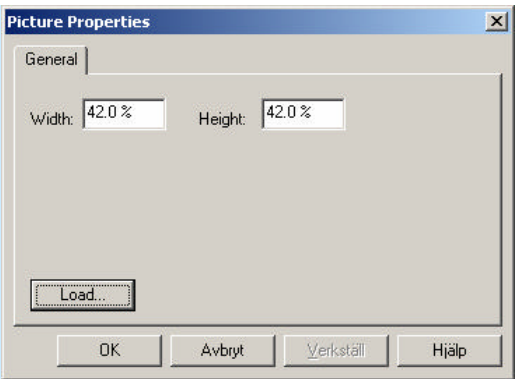 Picture Properties
General
Width: 42.0 % Height: 42.0 %
Load...
OK Avbryt Verkställ Hjälp